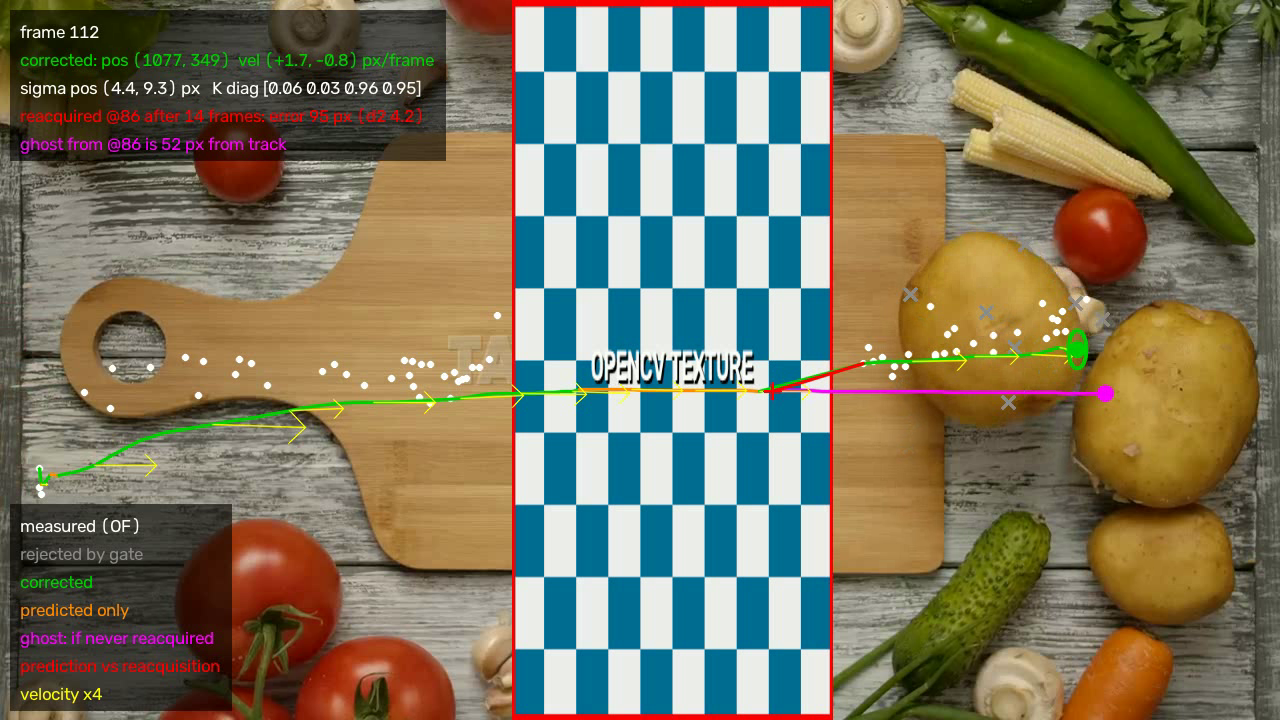 frame 112
corrected: pos (1077, 349)  vel (+1.7, -0.8) px/frame
sigma pos (4.4, 9.3) px   K diag [0.06 0.03 0.96 0.95]
reacquired @86 after 14 frames: error 95 px (d2 4.2)
ghost from @86 is 52 px from track
TA
OPENCV TEXTURE
measured (OF)
rejected by gate
corrected
predicted only
ghost: if never reacquired
prediction vs reacquisition
velocity x4